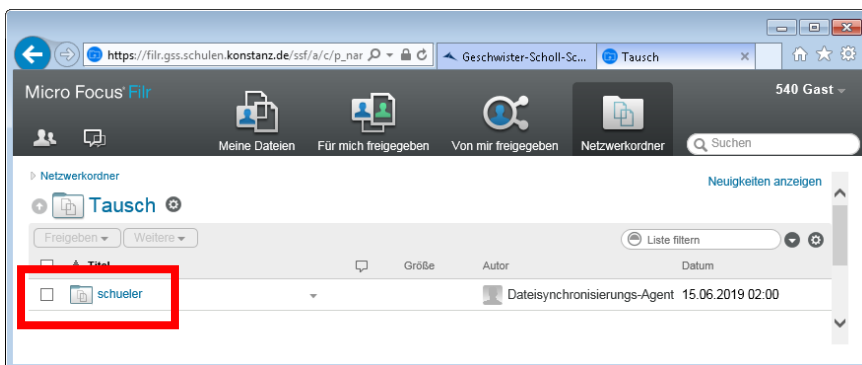 https://filr.gss.schulen.konstanz.de/ssf/a/c/p_nar
Geschwister-Scholl-Sc...
Tausch
Micro Focus Filr
540 Gast
Meine Dateien
Für mich freigegeben
Von mir freigegeben
Netzwerkordner
Suchen
Netzwerkordner
Neuigkeiten anzeigen
Tausch
Freigeben
Weitere
Liste filtern
Titel
Größe
Autor
Datum
schueler
Dateisynchronisierungs-Agent
15.06.2019 02:00